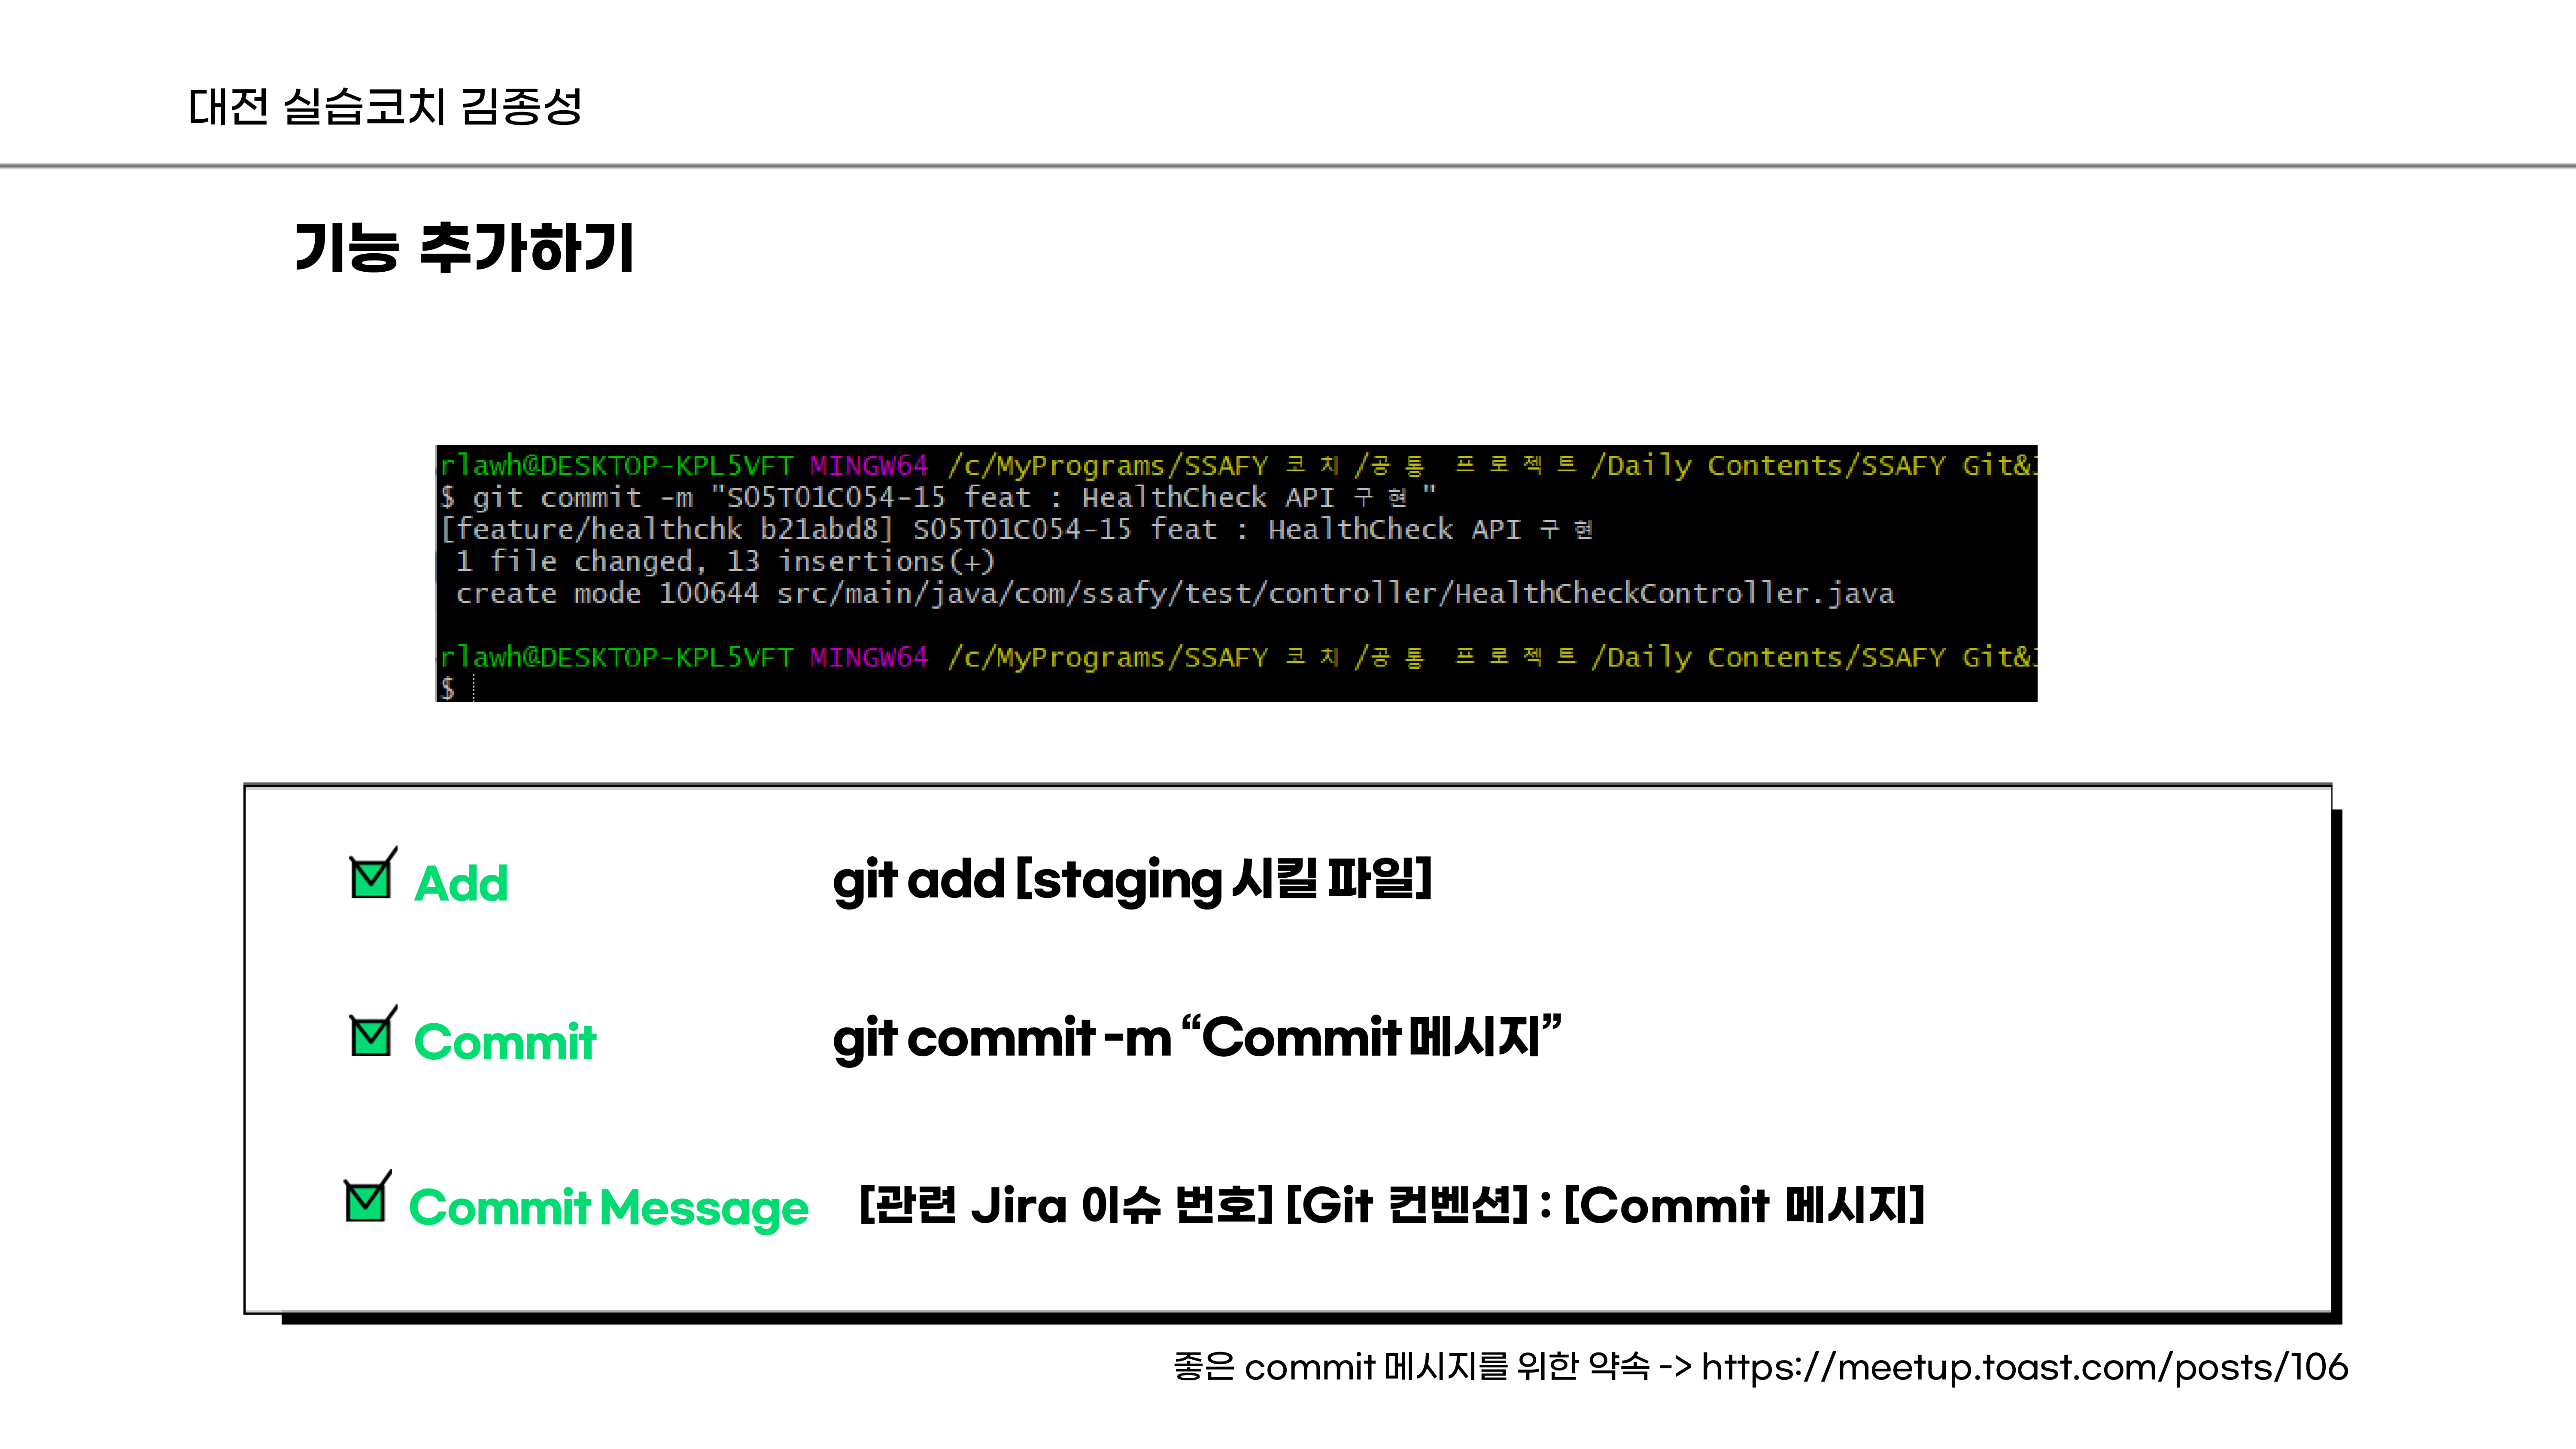 대전 실습코치 김종성
기능 추가하기
rlawh@DESKTOP-KPL5VFT MINGW64 /c/MyPrograms/SSAFY 코치/공통 프로젝트/Daily Contents/SSAFY Git&
$ git commit -m "S05T01C054-15 feat : HealthCheck API 구현"
[feature/healthchk b21abd8] S05T01C054-15 feat : HealthCheck API 구현
1 file changed, 13 insertions(+)
create mode 100644 src/main/java/com/ssafy/test/controller/HealthCheckController.java
rlawh@DESKTOP-KPL5VFT MINGW64 /c/MyPrograms/SSAFY 코치/공통 프로젝트/Daily Contents/SSAFY Git&
$
Add git add [staging 시킬 파일]
Commit git commit -m “Commit 메시지”
Commit Message [관련 Jira 이슈 번호] [Git 컨벤션] : [Commit 메시지]
좋은 commit 메시지를 위한 약속 -> https://meetup.toast.com/posts/106